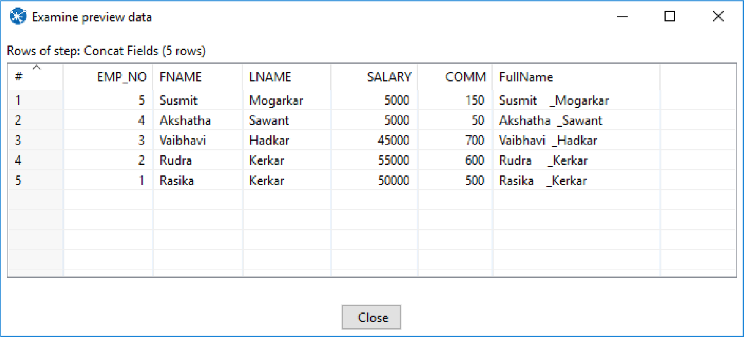 Examine preview data
Rows of step: Concat Fields (5 rows)
# EMP_NO FNAME LNAME SALARY COMM FullName
1 5 Susmit Mogarkar 5000 150 Susmit _Mogarkar
2 4 Akshatha Sawant 5000 50 Akshatha _Sawant
3 3 Vaibhavi Hadkar 45000 700 Vaibhavi _Hadkar
4 2 Rudra Kerkar 55000 600 Rudra _Kerkar
5 1 Rasika Kerkar 50000 500 Rasika _Kerkar
Close